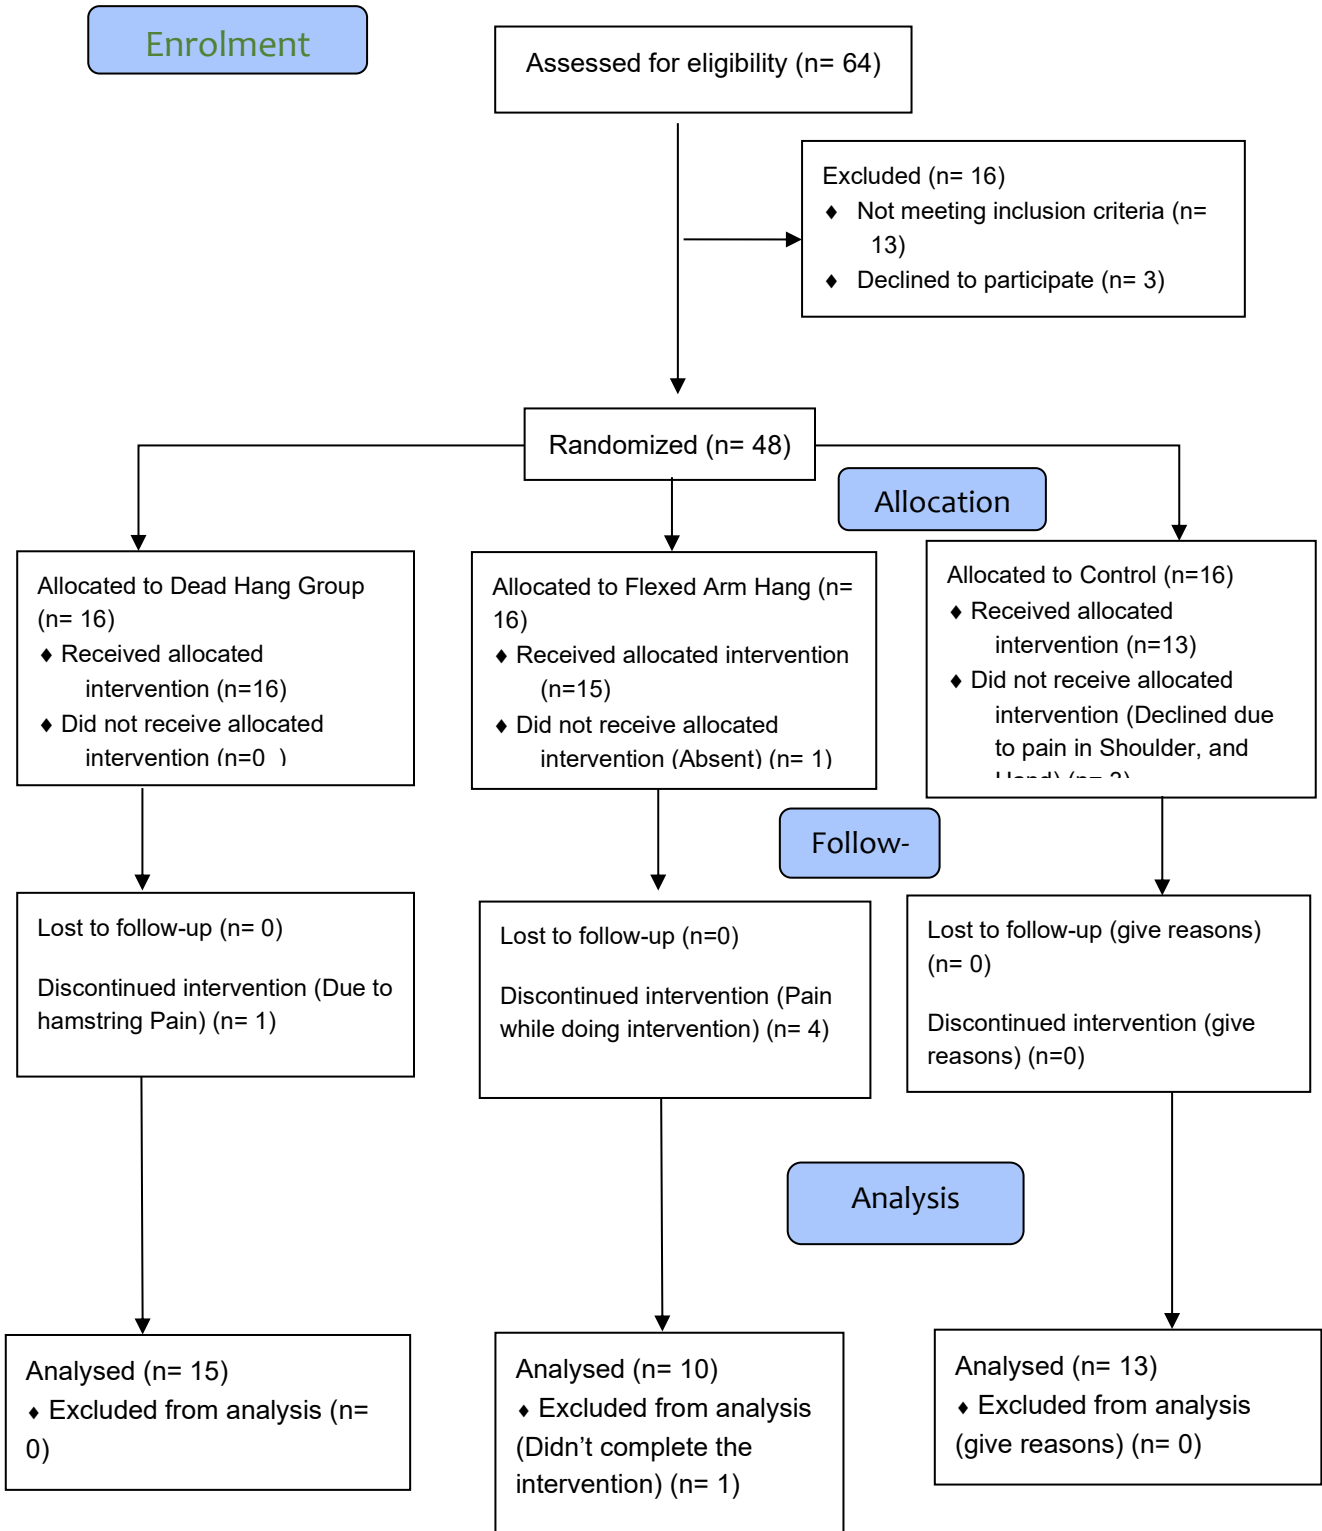 Enrolment
Assessed for eligibility (n= 64)
Excluded (n= 16)
♦ Not meeting inclusion criteria (n=
13)
♦ Declined to participate (n= 3)
Randomized (n= 48)
Allocation
Allocated to Dead Hang Group
(n= 16)
♦ Received allocated
intervention (n=16)
♦ Did not receive allocated
intervention (n=0 )
Allocated to Flexed Arm Hang (n=
16)
♦ Received allocated intervention
(n=15)
♦ Did not receive allocated
intervention (Absent) (n= 1)
Allocated to Control (n=16)
♦ Received allocated
intervention (n=13)
♦ Did not receive allocated
intervention (Declined due
to pain in Shoulder, and
Hand) (n= 3)
Follow-
Lost to follow-up (n= 0)
Discontinued intervention (Due to
hamstring Pain) (n= 1)
Lost to follow-up (n=0)
Discontinued intervention (Pain
while doing intervention) (n= 4)
Lost to follow-up (give reasons)
(n= 0)
Discontinued intervention (give
reasons) (n=0)
Analysis
Analysed (n= 15)
♦ Excluded from analysis (n=
0)
Analysed (n= 10)
♦ Excluded from analysis
(Didn't complete the
intervention) (n= 1)
Analysed (n= 13)
♦ Excluded from analysis
(give reasons) (n= 0)